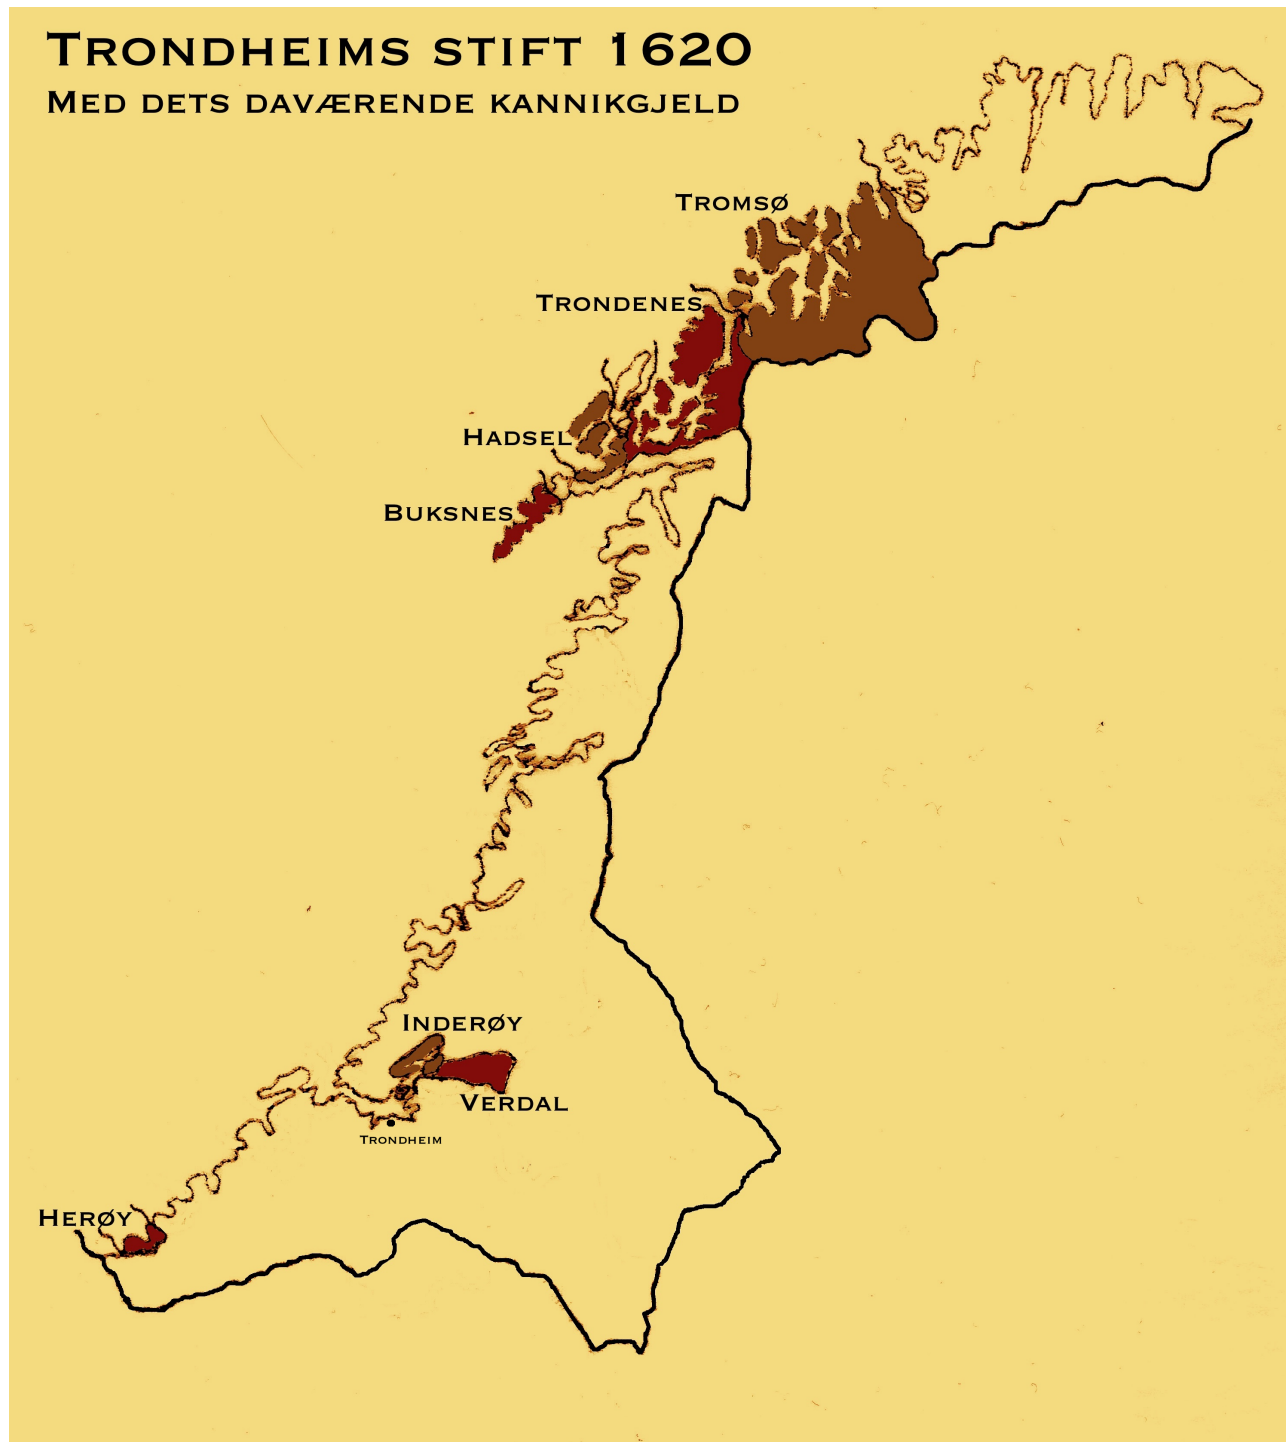 Trondheims stift 1620
Med dets daværende kannikgjeld
Tromsø
Trondenes
Hadsel
Buksnes
Inderøy
Verdal
Trondheim
Herøy